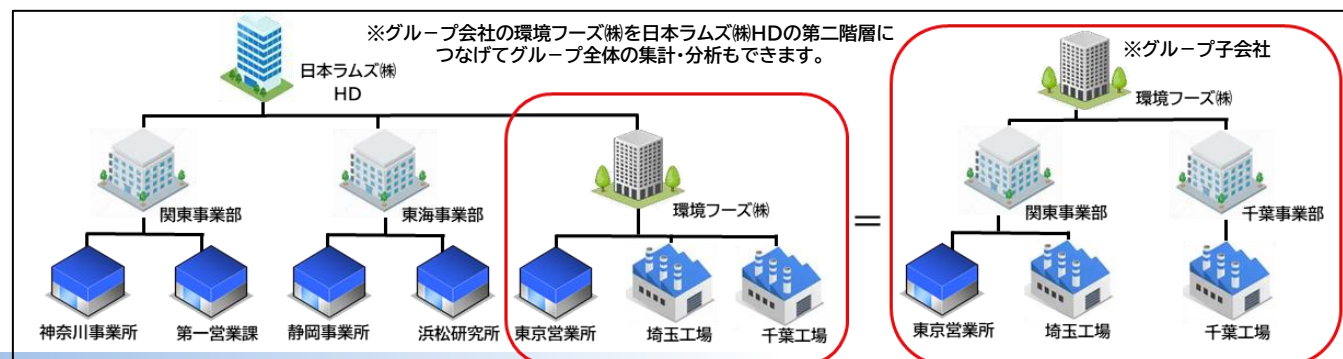 ※グループ会社の環境フーズ㈱を日本ラムズ㈱HDの第二階層に
つなげてグループ全体の集計・分析もできます。
※グループ子会社
日本ラムズ㈱
HD
環境フーズ㈱
関東事業部
東海事業部
環境フーズ㈱
＝
関東事業部
千葉事業部
神奈川事業所
第一営業課
静岡事業所
浜松研究所
東京営業所
埼玉工場
千葉工場
東京営業所
埼玉工場
千葉工場